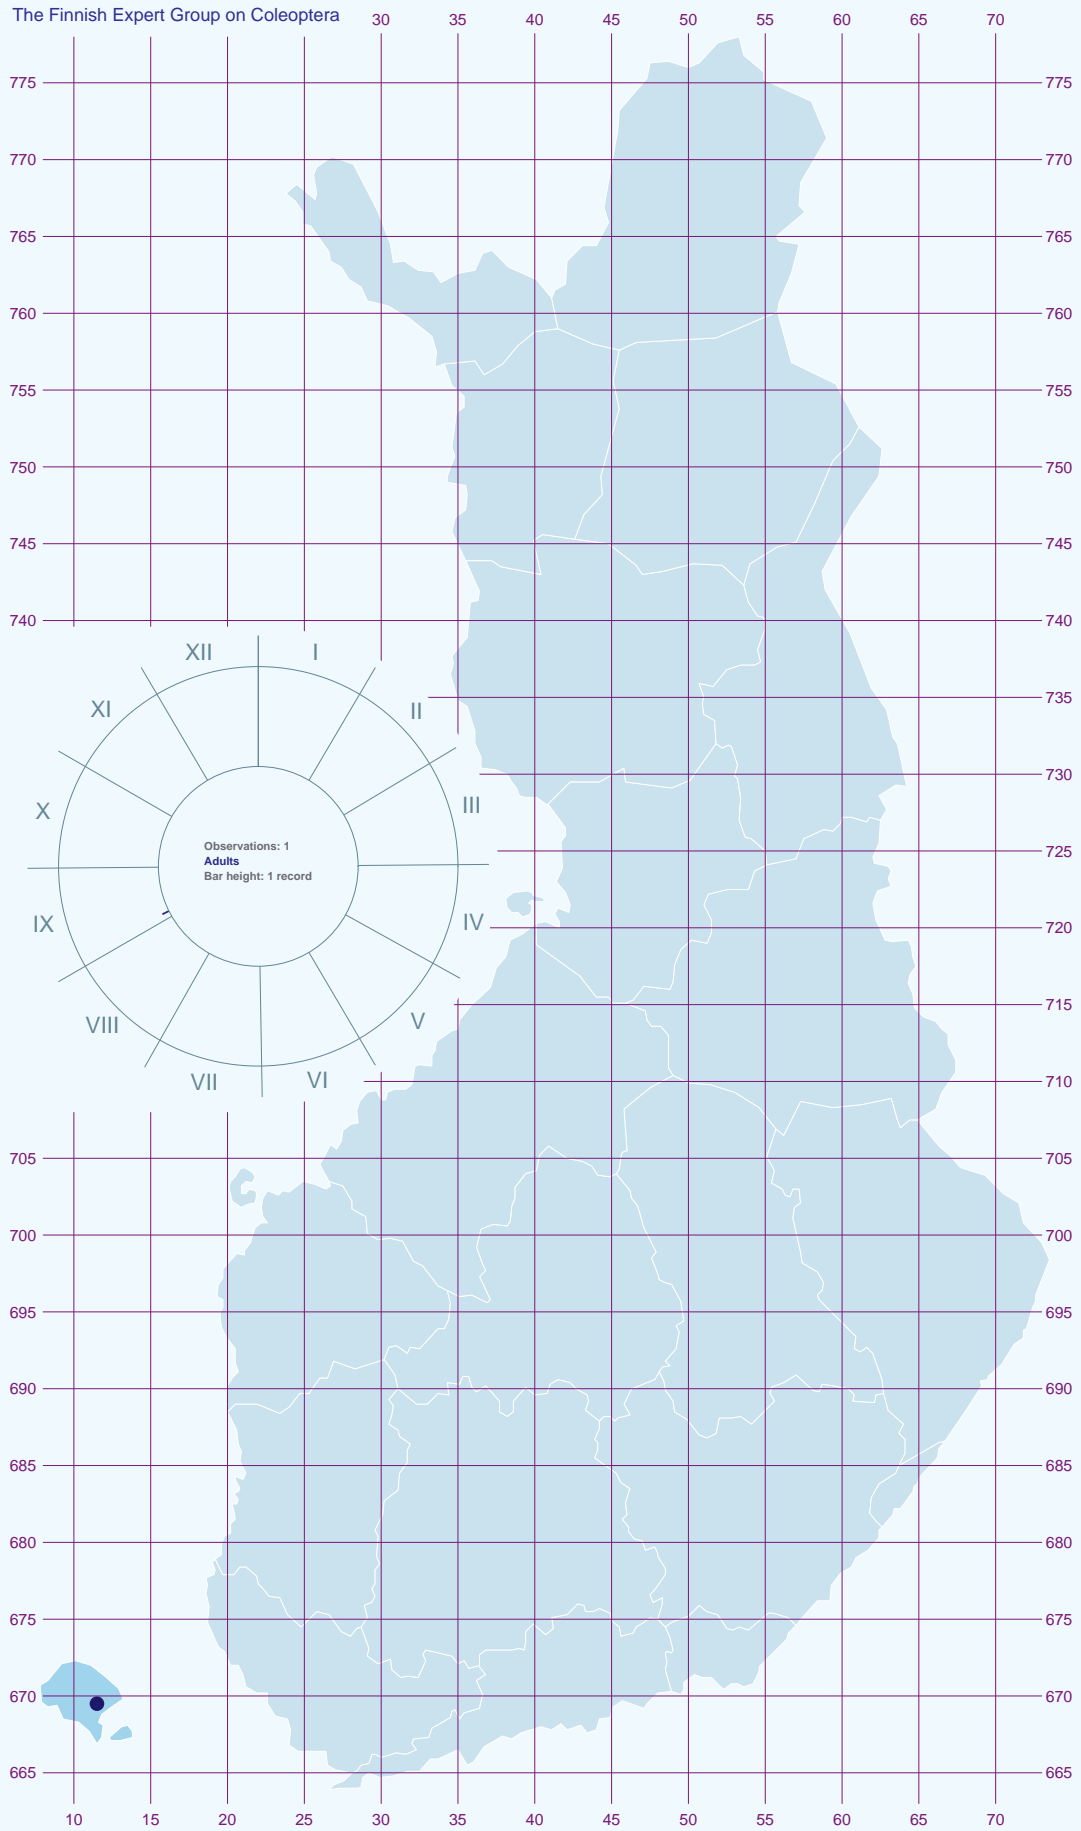 The Finnish Expert Group on Coleoptera 30 35 40 45 50 55 60 65 70
775 775
770 770
765 765
760 760
755 755
750 750
745 745
740 740
XII I
XI II
735
730
X III
Observations: 1
725
Adults
Bar height: 1 record
IX IV 720
VIII V
715
VII VI
710
705 705
700 700
695 695
690 690
685 685
680 680
675 675
670 670
665 665
10 15 20 25 30 35 40 45 50 55 60 65 70